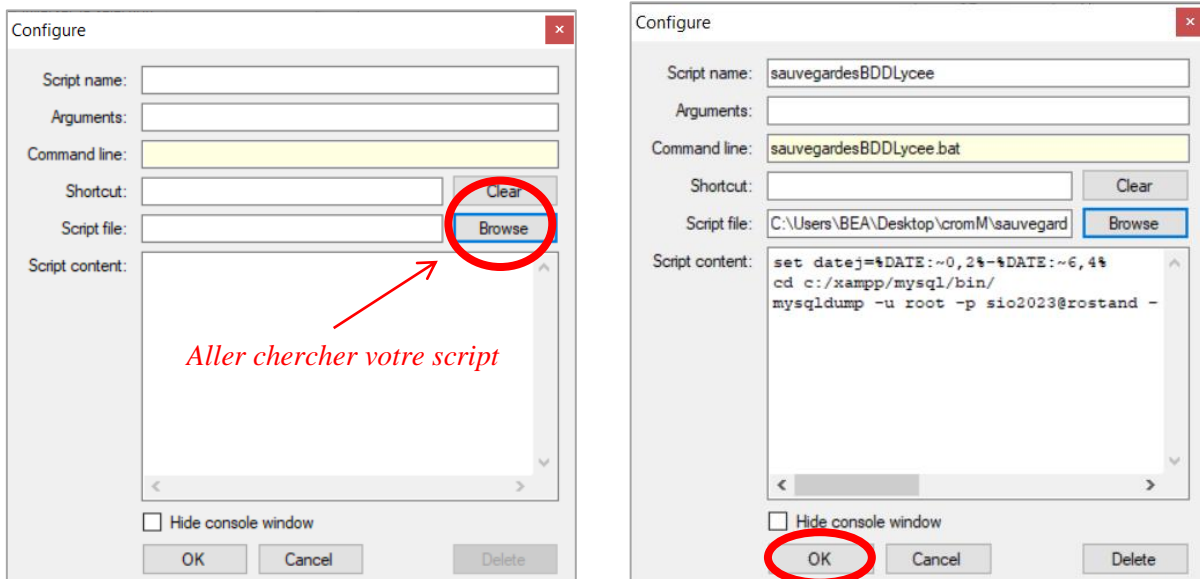 Configure
Script name:
Arguments:
Command line:
Shortcut:
Clear
Script file:
Browse
Script content:
Aller chercher votre script
Hide console window
OK
Cancel
Delete
Configure
Script name:
sauvegardesBDDLycee
Arguments:
Command line:
sauvegardesBDDLycee.bat
Shortcut:
Clear
Script file:
C:\Users\BEA\Desktop\cromM\sauvegard
Browse
Script content:
set datej=%DATE:~0,2%-%DATE:~6,4%
cd c:/xampp/mysql/bin/
mysqldump -u root -p sio2023@rostand -
Hide console window
OK
Cancel
Delete